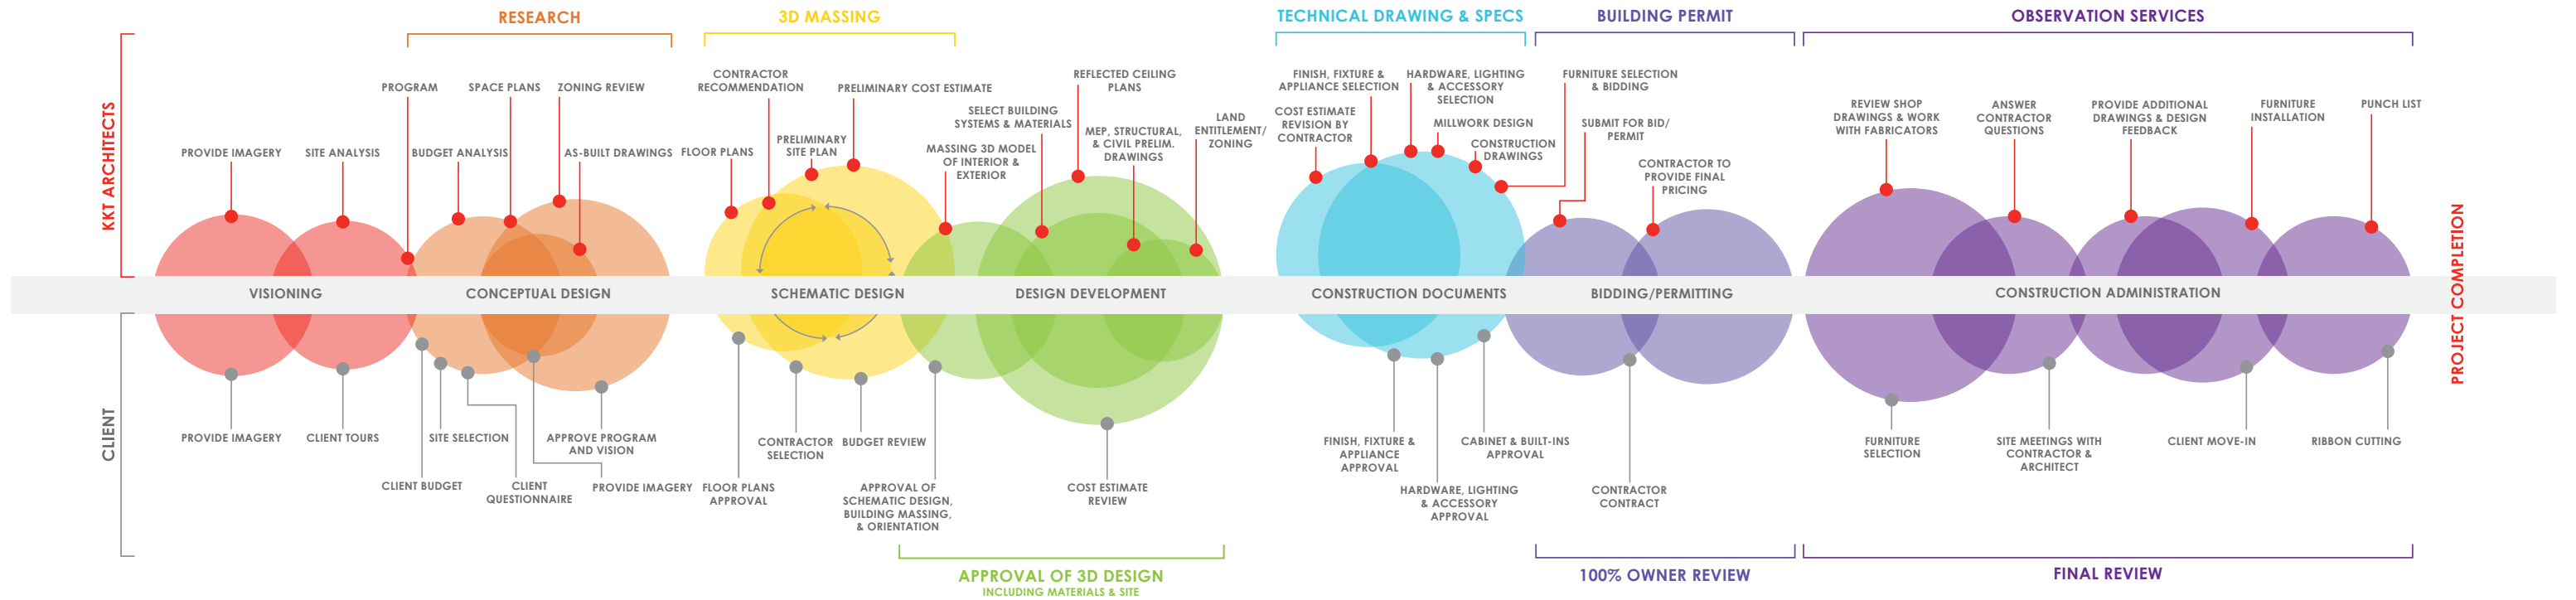 RESEARCH
3D MASSING
TECHNICAL DRAWING & SPECS
BUILDING PERMIT
OBSERVATION SERVICES
KKT ARCHITECTS
PROVIDE IMAGERY
SITE ANALYSIS
PROGRAM
BUDGET ANALYSIS
SPACE PLANS
ZONING REVIEW
AS-BUILT DRAWINGS
FLOOR PLANS
CONTRACTOR
RECOMMENDATION
PRELIMINARY
SITE PLAN
PRELIMINARY COST ESTIMATE
MASSING 3D MODEL
OF INTERIOR &
EXTERIOR
SELECT BUILDING
SYSTEMS & MATERIALS
REFLECTED CEILING
PLANS
MEP, STRUCTURAL,
& CIVIL PRELIM.
DRAWINGS
LAND
ENTITLEMENT/
ZONING
COST ESTIMATE
REVISION BY
CONTRACTOR
FINISH, FIXTURE &
APPLIANCE SELECTION
HARDWARE, LIGHTING
& ACCESSORY
SELECTION
MILLWORK DESIGN
CONSTRUCTION
DRAWINGS
FURNITURE SELECTION
& BIDDING
SUBMIT FOR BID/
PERMIT
CONTRACTOR TO
PROVIDE FINAL
PRICING
REVIEW SHOP
DRAWINGS & WORK
WITH FABRICATORS
ANSWER
CONTRACTOR
QUESTIONS
PROVIDE ADDITIONAL
DRAWINGS & DESIGN
FEEDBACK
FURNITURE
INSTALLATION
PUNCH LIST
VISIONING
CONCEPTUAL DESIGN
SCHEMATIC DESIGN
DESIGN DEVELOPMENT
CONSTRUCTION DOCUMENTS
BIDDING/PERMITTING
CONSTRUCTION ADMINISTRATION
PROJECT COMPLETION
CLIENT
PROVIDE IMAGERY
CLIENT TOURS
CLIENT BUDGET
SITE SELECTION
CLIENT
QUESTIONNAIRE
APPROVE PROGRAM
AND VISION
PROVIDE IMAGERY
FLOOR PLANS
APPROVAL
CONTRACTOR
SELECTION
BUDGET REVIEW
APPROVAL OF
SCHEMATIC DESIGN,
BUILDING MASSING,
& ORIENTATION
COST ESTIMATE
REVIEW
FINISH, FIXTURE &
APPLIANCE
APPROVAL
HARDWARE, LIGHTING
& ACCESSORY
APPROVAL
CABINET & BUILT-INS
APPROVAL
CONTRACTOR
CONTRACT
FURNITURE
SELECTION
SITE MEETINGS WITH
CONTRACTOR &
ARCHITECT
CLIENT MOVE-IN
RIBBON CUTTING
APPROVAL OF 3D DESIGN
INCLUDING MATERIALS & SITE
100% OWNER REVIEW
FINAL REVIEW